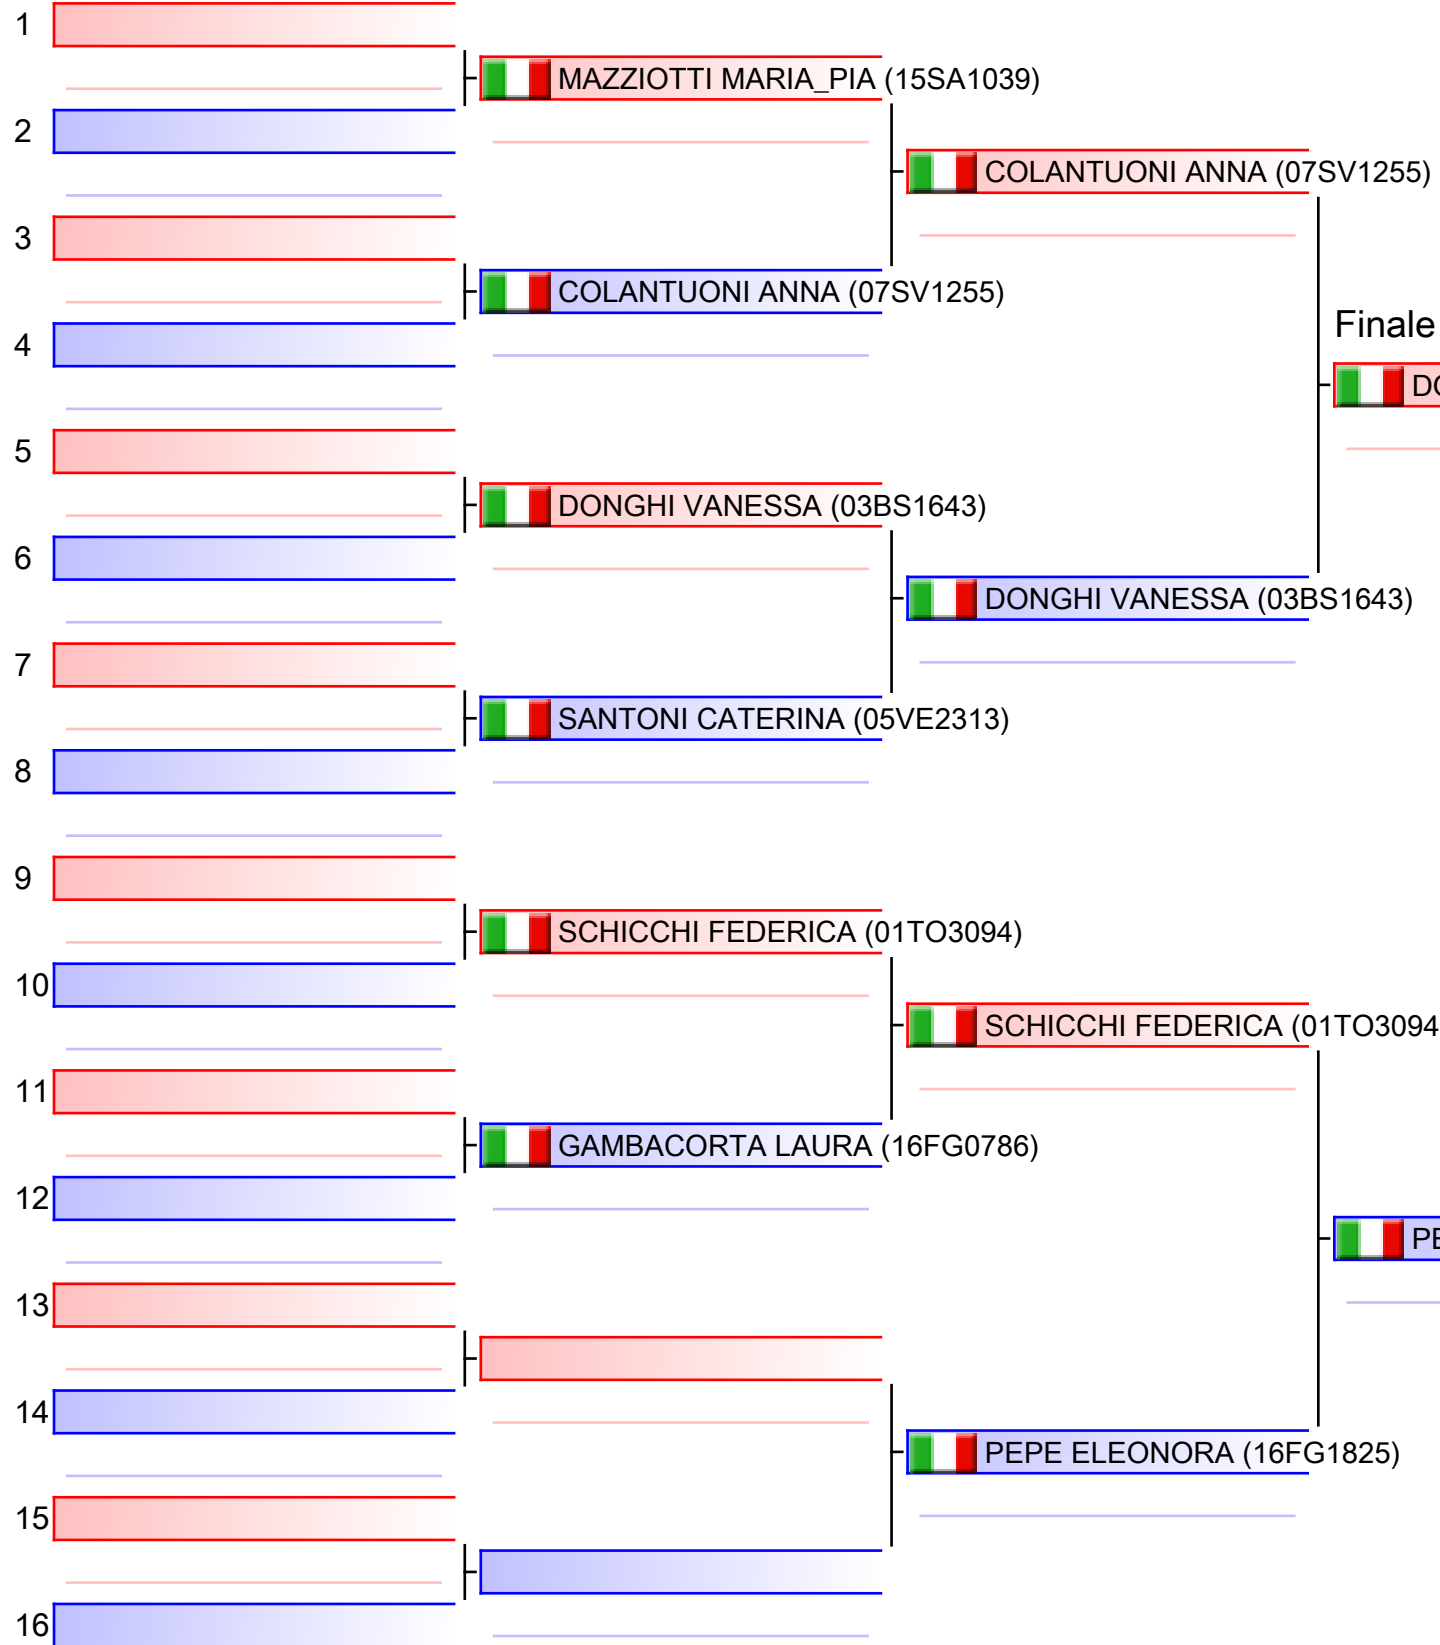 1
MAZZIOTTI MARIA_PIA (15SA1039)
2
COLANTUONI ANNA (07SV1255)
3
COLANTUONI ANNA (07SV1255)
Finale
4
DO
5
DONGHI VANESSA (03BS1643)
6
DONGHI VANESSA (03BS1643)
7
SANTONI CATERINA (05VE2313)
8
9
SCHICCHI FEDERICA (01TO3094)
10
SCHICCHI FEDERICA (01TO3094
11
GAMBACORTA LAURA (16FG0786)
12
PE
13
14
PEPE ELEONORA (16FG1825)
15
16